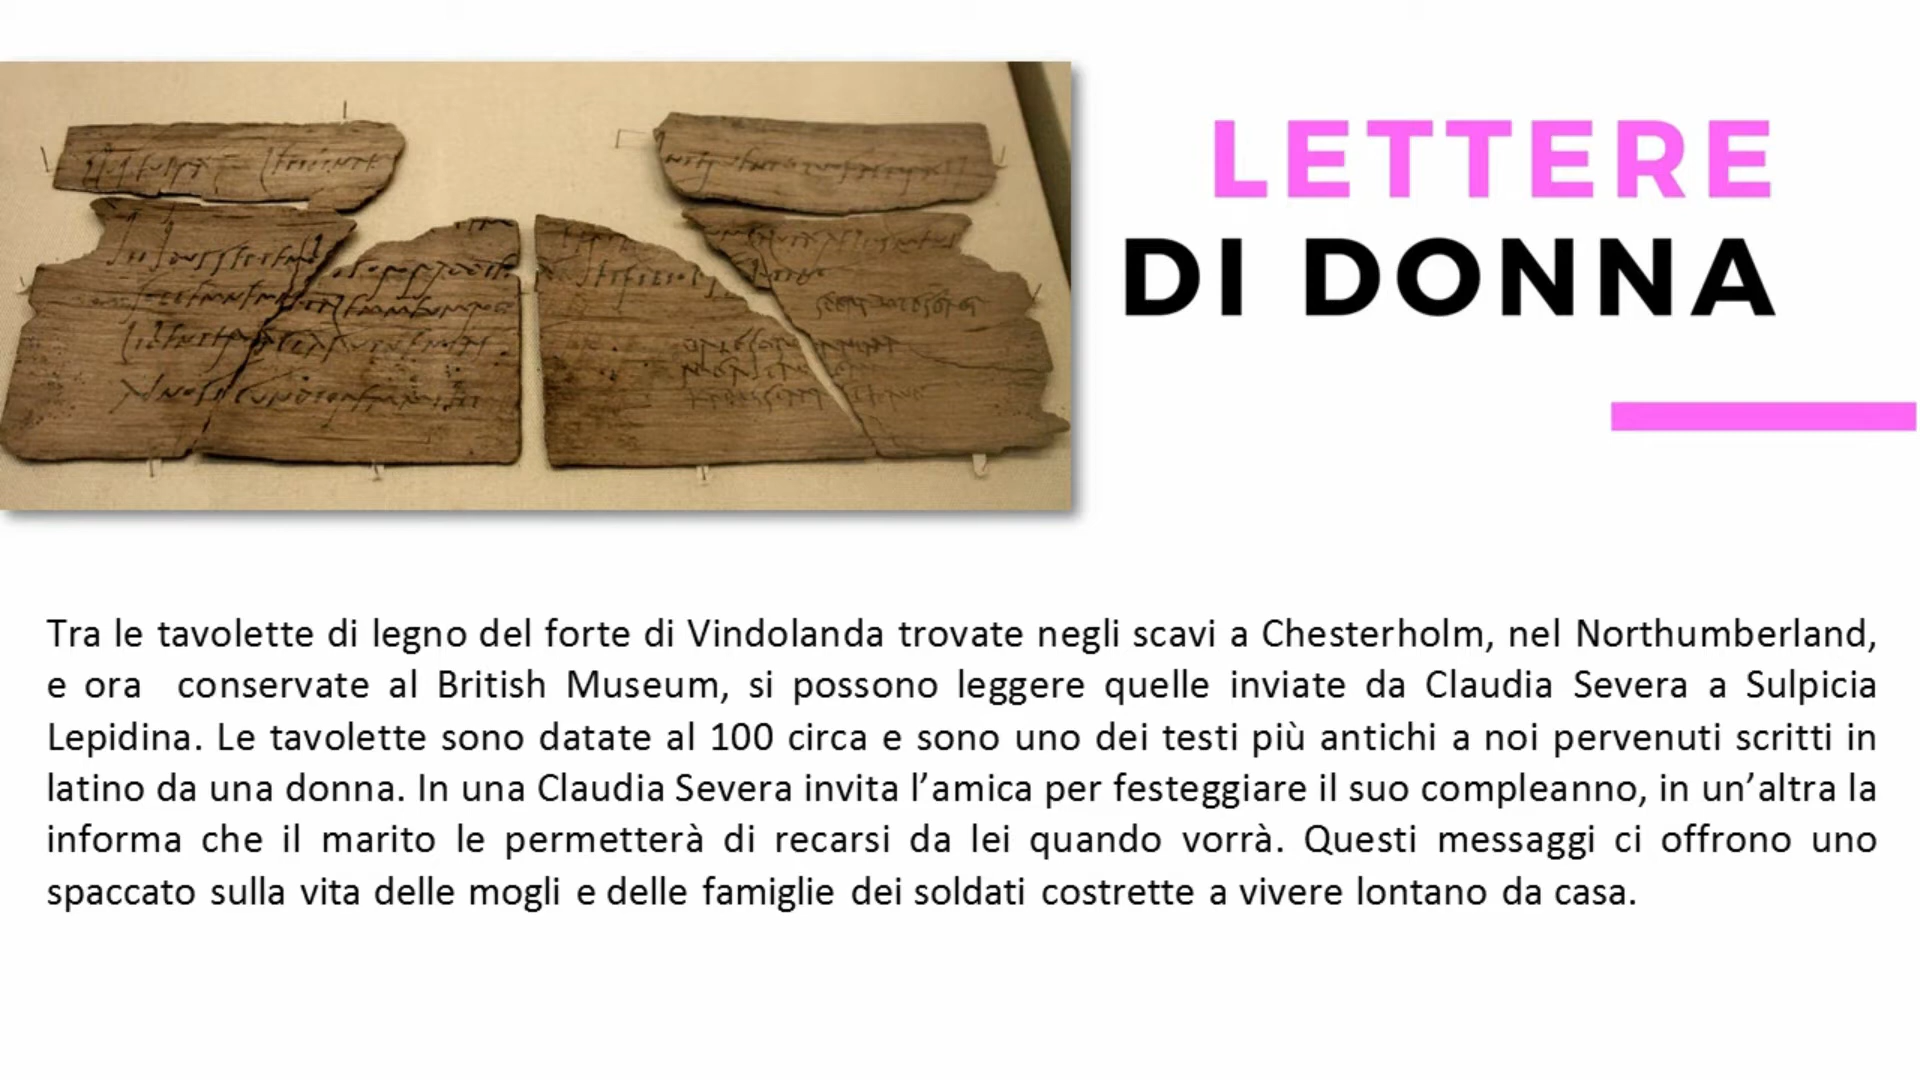 LETTERE
DI DONNA
Tra le tavolette di legno del forte di Vindolanda trovate negli scavi a Chesterholm, nel Northumberland,
e ora conservate al British Museum, si possono leggere quelle inviate da Claudia Severa a Sulpicia
Lepidina. Le tavolette sono datate al 100 circa e sono uno dei testi più antichi a noi pervenuti scritti in
latino da una donna. In una Claudia Severa invita l’amica per festeggiare il suo compleanno, in un’altra la
informa che il marito le permetterà di recarsi da lei quando vorrà. Questi messaggi ci offrono uno
spaccato sulla vita delle mogli e delle famiglie dei soldati costrette a vivere lontano da casa.